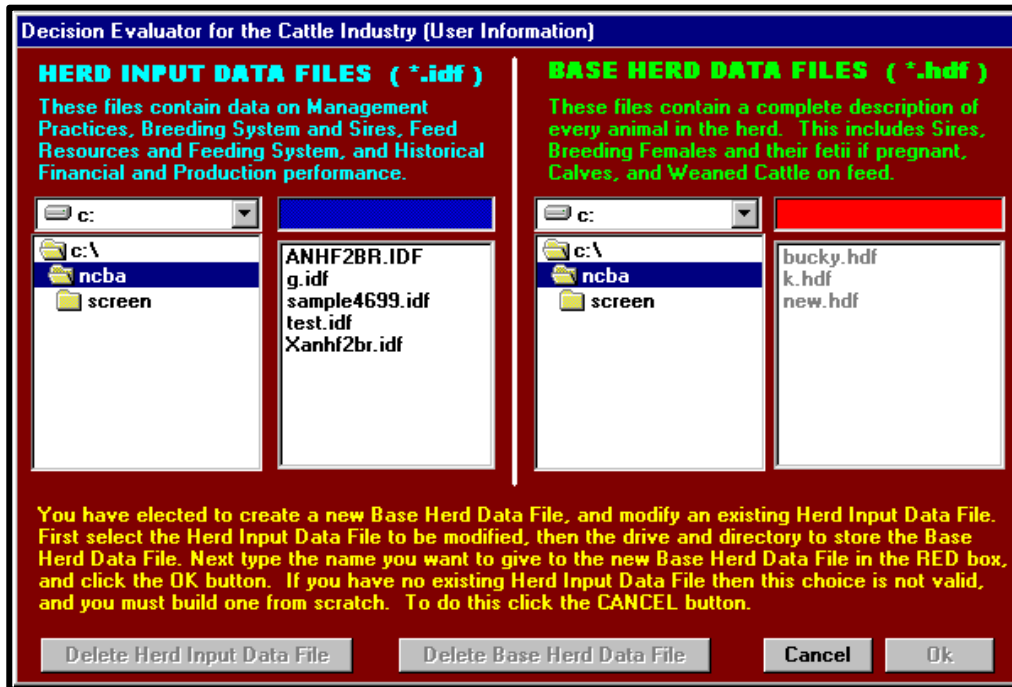 Decision Evaluator for the Cattle Industry (User Information)
HERD INPUT DATA FILES ( *.idf )
These files contain data on Management
Practices, Breeding System and Sires, Feed
Resources and Feeding System, and Historical
Financial and Production performance.
c:
c:\
ncba
screen
ANHF2BR.IDF
g.idf
sample4699.idf
test.idf
Xanhf2br.idf
BASE HERD DATA FILES ( *.hdf )
These files contain a complete description of
every animal in the herd. This includes Sires,
Breeding Females and their fetii if pregnant,
Calves, and Weaned Cattle on feed.
c:
c:\
ncba
screen
bucky.hdf
k.hdf
new.hdf
You have elected to create a new Base Herd Data File, and modify an existing Herd Input Data File.
First select the Herd Input Data File to be modified, then the drive and directory to store the Base
Herd Data File. Next type the name you want to give to the new Base Herd Data File in the RED box,
and click the OK button. If you have no existing Herd Input Data File then this choice is not valid,
and you must build one from scratch. To do this click the CANCEL button.
Delete Herd Input Data File
Delete Base Herd Data File
Cancel
Ok